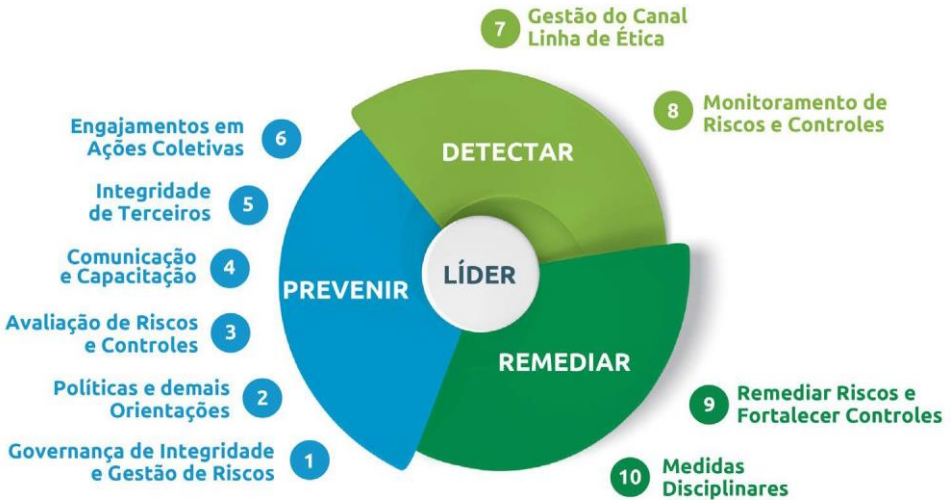 7
Gestão do Canal
Linha de Ética
8
Monitoramento de
Riscos e Controles
DETECTAR
6
Engajamentos em
Ações Coletivas
5
Integridade
de Terceiros
4
Comunicação
e Capacitação
LÍDER
PREVENIR
3
Avaliação de Riscos
e Controles
REMEDIAR
2
Políticas e demais
Orientações
9
Remediar Riscos e
Fortalecer Controles
1
Governança de Integridade
e Gestão de Riscos
10
Medidas
Disciplinares